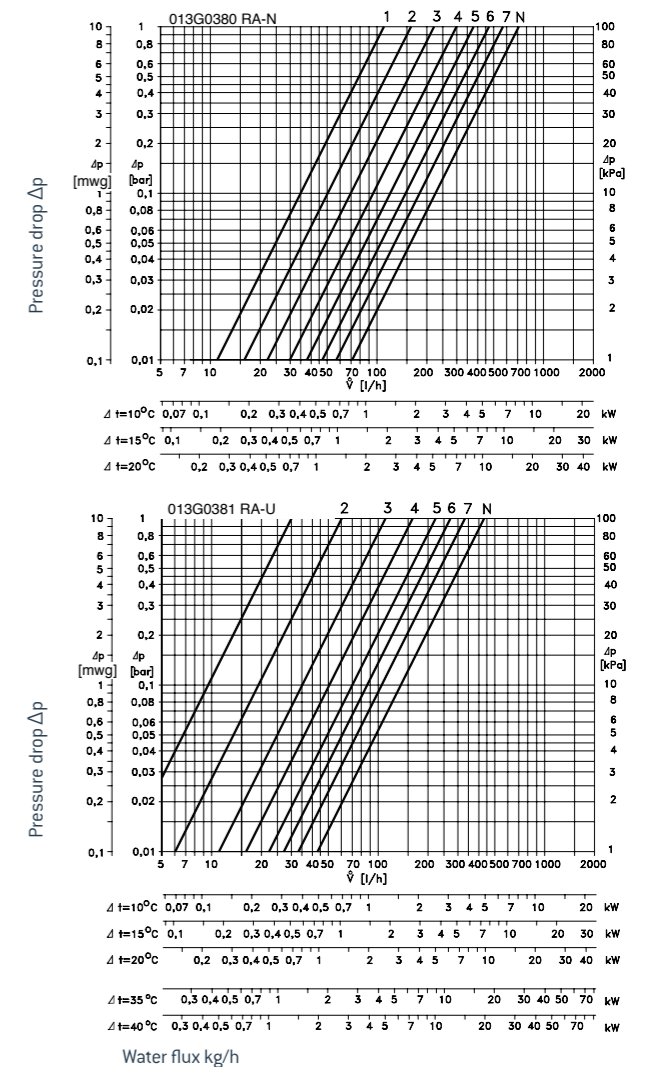 013G0380 RA-N 1 2 3 4 5 6 7 N
10 1 100
8 0,8 80
6 0,6 60
5 0,5 50
4 0,4 40
3 0,3 30
2 0,2 20
Δp Δp Δp
[mwg] [bar] [kPa]
1 0,1 10
0,8 0,08 8
0,6 0,06 6
0,5 0,05 5
0,4 0,04 4
0,3 0,03 3
0,2 0,02 2
0,1 0,01 1
Pressure drop Δp
5 7 10 20 30 40 50 70 100 200 300 400 500 700 1000 2000
V̂ [l/h]
Δ t=10°C 0,07 0,1 0,2 0,3 0,4 0,5 0,7 1 2 3 4 5 7 10 20 kW
Δ t=15°C 0,1 0,2 0,3 0,4 0,5 0,7 1 2 3 4 5 7 10 20 30 kW
Δ t=20°C 0,2 0,3 0,4 0,5 0,7 1 2 3 4 5 7 10 20 30 40 kW
013G0381 RA-U 2 3 4 5 6 7 N
10 1 100
8 0,8 80
6 0,6 60
5 0,5 50
4 0,4 40
3 0,3 30
2 0,2 20
Δp Δp Δp
[mwg] [bar] [kPa]
1 0,1 10
0,8 0,08 8
0,6 0,06 6
0,5 0,05 5
0,4 0,04 4
0,3 0,03 3
0,2 0,02 2
0,1 0,01 1
Pressure drop Δp
5 7 10 20 30 40 50 70 100 200 300 400 500 700 1000 2000
V̂ [l/h]
Δ t=10°C 0,07 0,1 0,2 0,3 0,4 0,5 0,7 1 2 3 4 5 7 10 20 kW
Δ t=15°C 0,1 0,2 0,3 0,4 0,5 0,7 1 2 3 4 5 7 10 20 30 kW
Δ t=20°C 0,2 0,3 0,4 0,5 0,7 1 2 3 4 5 7 10 20 30 40 kW
Δ t=35°C 0,3 0,4 0,5 0,7 1 2 3 4 5 7 10 20 30 40 50 70 kW
Δ t=40°C 0,3 0,4 0,5 0,7 1 2 3 4 5 7 10 20 30 40 50 70 kW
Water flux kg/h